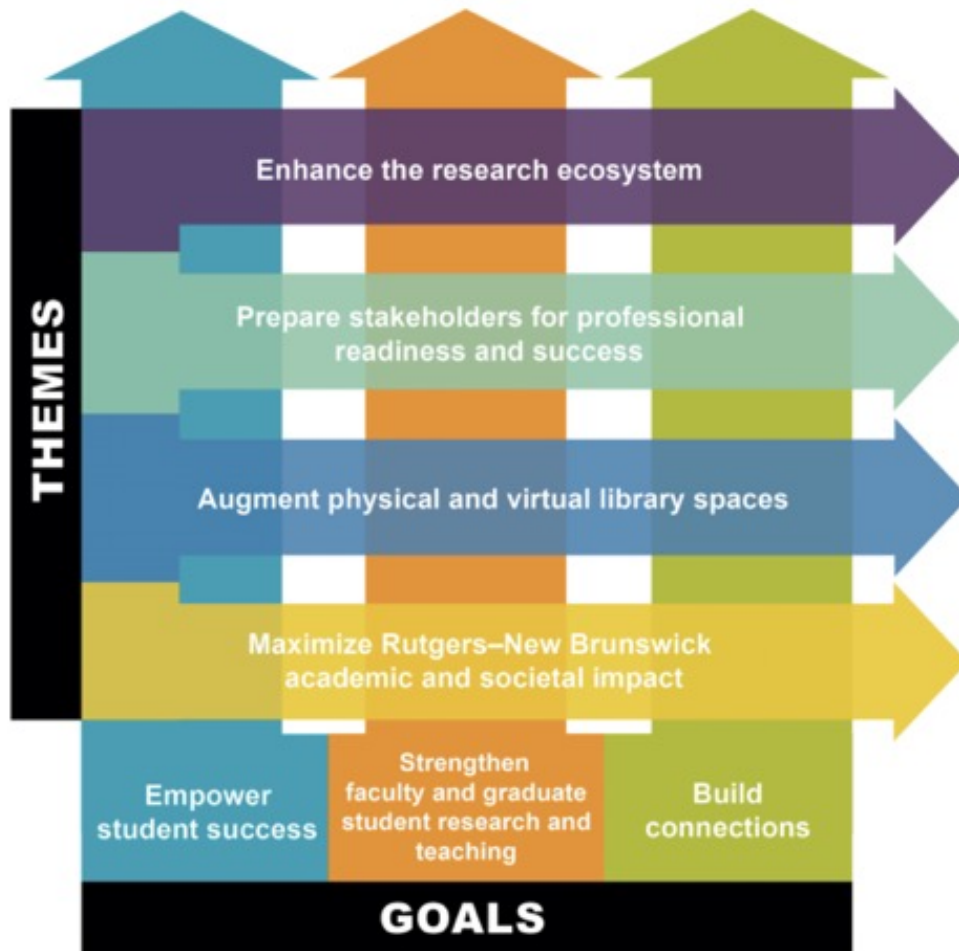 THEMES
Enhance the research ecosystem
Prepare stakeholders for professional
readiness and success
Augment physical and virtual library spaces
Maximize Rutgers–New Brunswick
academic and societal impact
Empower
student success
Strengthen
faculty and graduate
student research and
teaching
Build
connections
GOALS